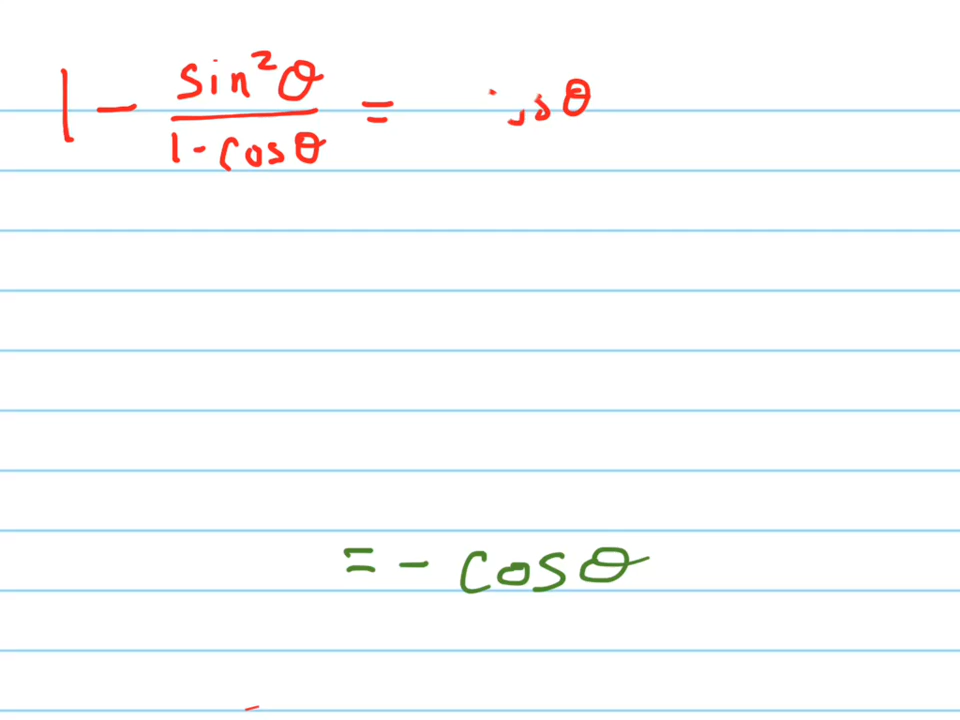 1 - sin²θ / 1 - cosθ =
= - cosθ